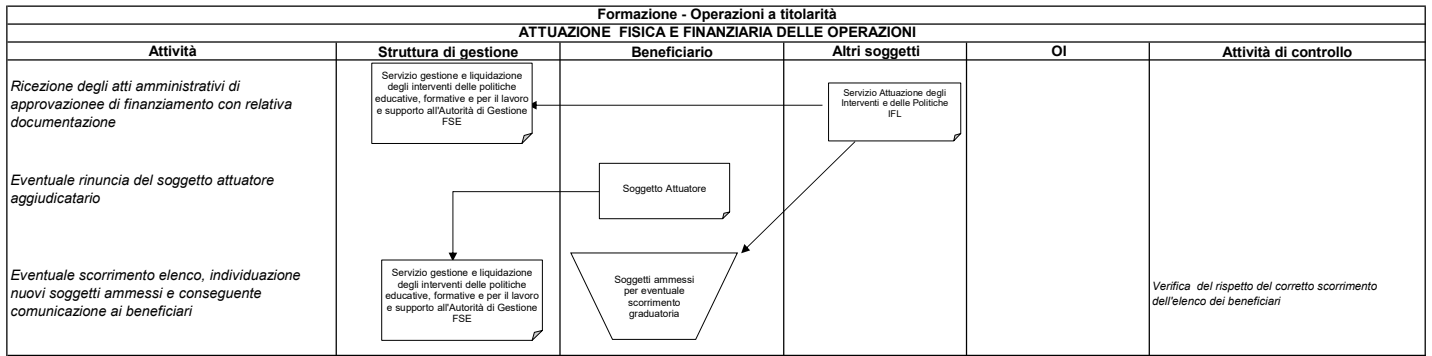 Formazione - Operazioni a titolarità
ATTUAZIONE FISICA E FINANZIARIA DELLE OPERAZIONI
Attività
Struttura di gestione
Beneficiario
Altri soggetti
OI
Attività di controllo
Ricezione degli atti amministrativi di
approvazionee di finanziamento con relativa
documentazione
Servizio gestione e liquidazione
degli interventi delle politiche
educative, formative e per il lavoro
e supporto all'Autorità di Gestione
FSE
Servizio Attuazione degli
Interventi e delle Politiche
IFL
Eventuale rinuncia del soggetto attuatore
aggiudicatario
Soggetto Attuatore
Eventuale scorrimento elenco, individuazione
nuovi soggetti ammessi e conseguente
comunicazione ai beneficiari
Servizio gestione e liquidazione
degli interventi delle politiche
educative, formative e per il lavoro
e supporto all'Autorità di Gestione
FSE
Soggetti ammessi
per eventuale
scorrimento
graduatoria
Verifica del rispetto del corretto scorrimento
dell'elenco dei beneficiari